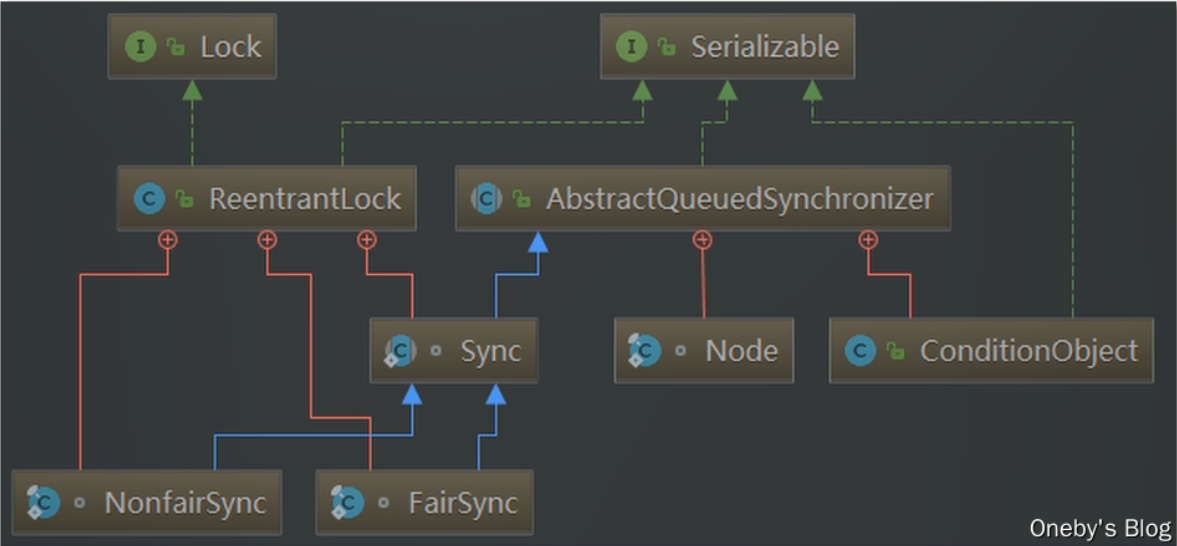 Lock
Serializable
ReentrantLock
AbstractQueuedSynchronizer
Sync
Node
ConditionObject
NonfairSync
FairSync
Oneby's Blog